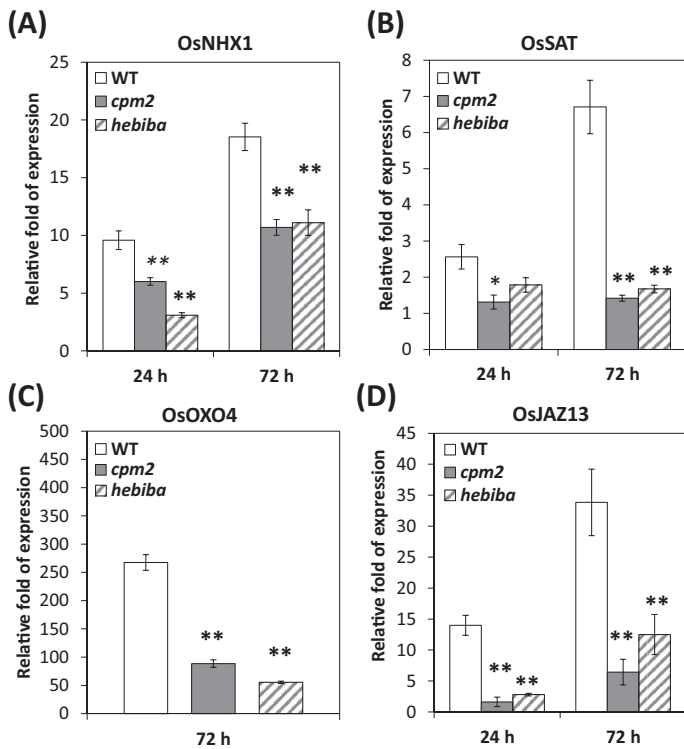 (A)
OsNHX1
Relative fold of expression
25
20
15
10
5
0
WT
cpm2
hebiba
**
**
**
**
24 h
72 h
(B)
OsSAT
Relative fold of expression
8
7
6
5
4
3
2
1
0
WT
cpm2
hebiba
*
**
**
24 h
72 h
(C)
OsOXO4
Relative fold of expression
500
450
400
350
300
250
200
150
100
50
0
WT
cpm2
hebiba
**
**
72 h
(D)
OsJAZ13
Relative fold of expression
45
40
35
30
25
20
15
10
5
0
WT
cpm2
hebiba
**
**
**
**
24 h
72 h